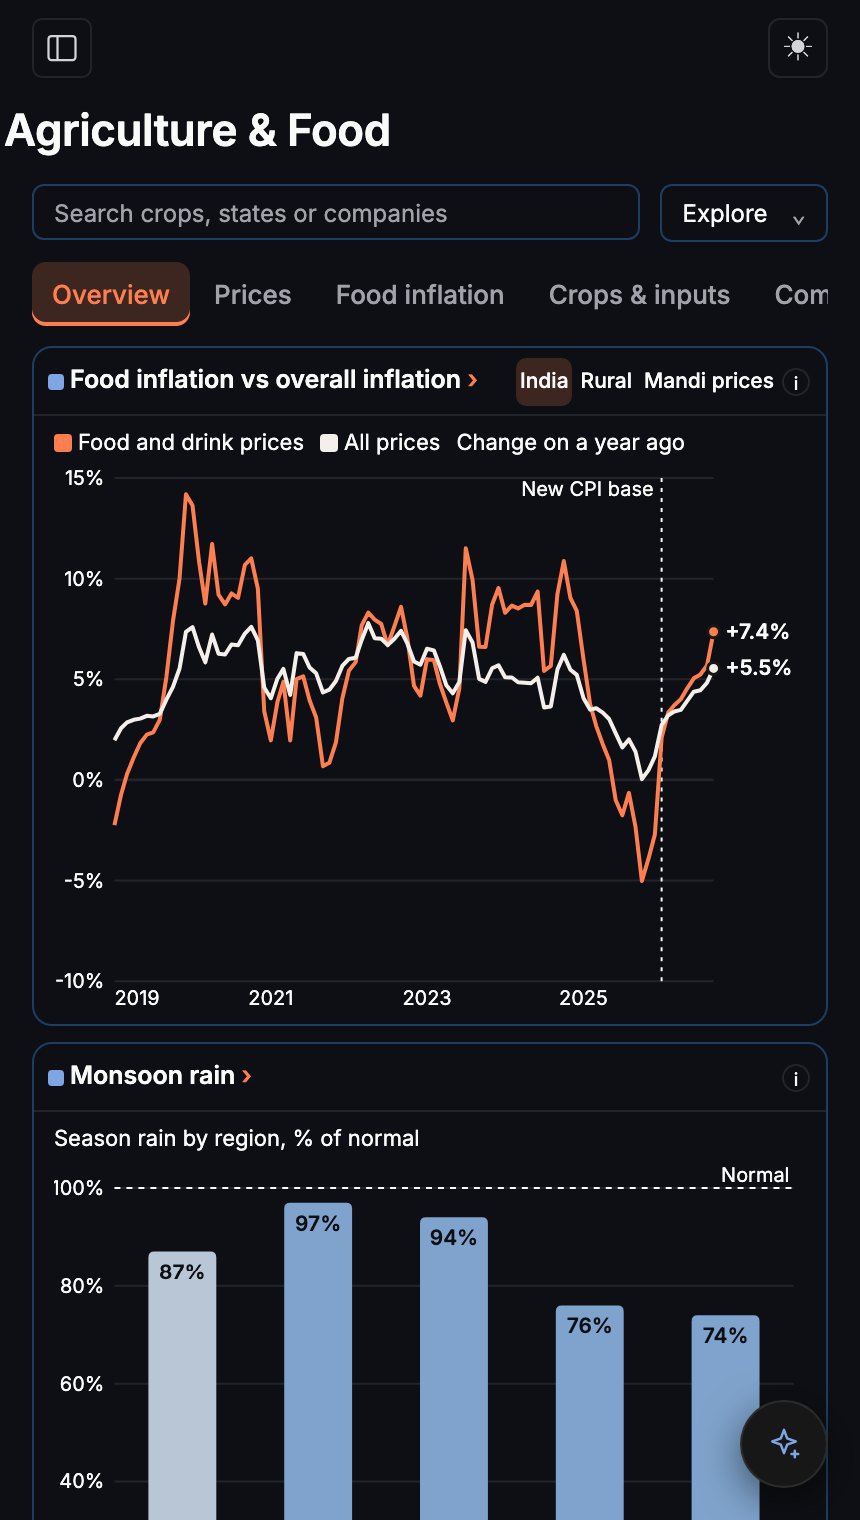 Agriculture & Food
Search crops, states or companies
Explore
Overview Prices Food inflation Crops & inputs Com
Food inflation vs overall inflation › India Rural Mandi prices i
Food and drink prices All prices Change on a year ago
15%
New CPI base
10%
+7.4%
+5.5%
5%
0%
-5%
-10%
2019 2021 2023 2025
Monsoon rain › i
Season rain by region, % of normal
Normal
100%
97%
94%
87%
80%
76%
74%
60%
40%